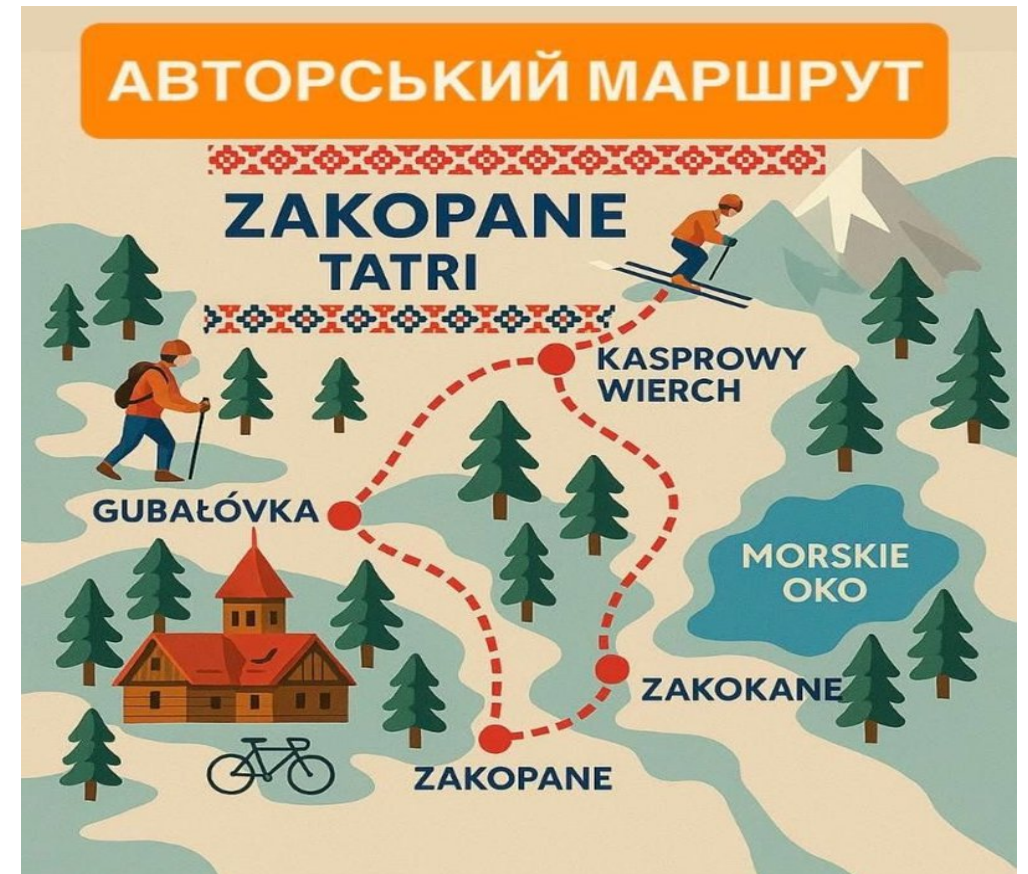 АВТОРСЬКИЙ МАРШРУТ
ZAKOPANE
TATRI
KASPROWY
WIERCH
GUBAŁÓVKA
MORSKIE
OKO
ZAKOKANE
ZAKOPANE